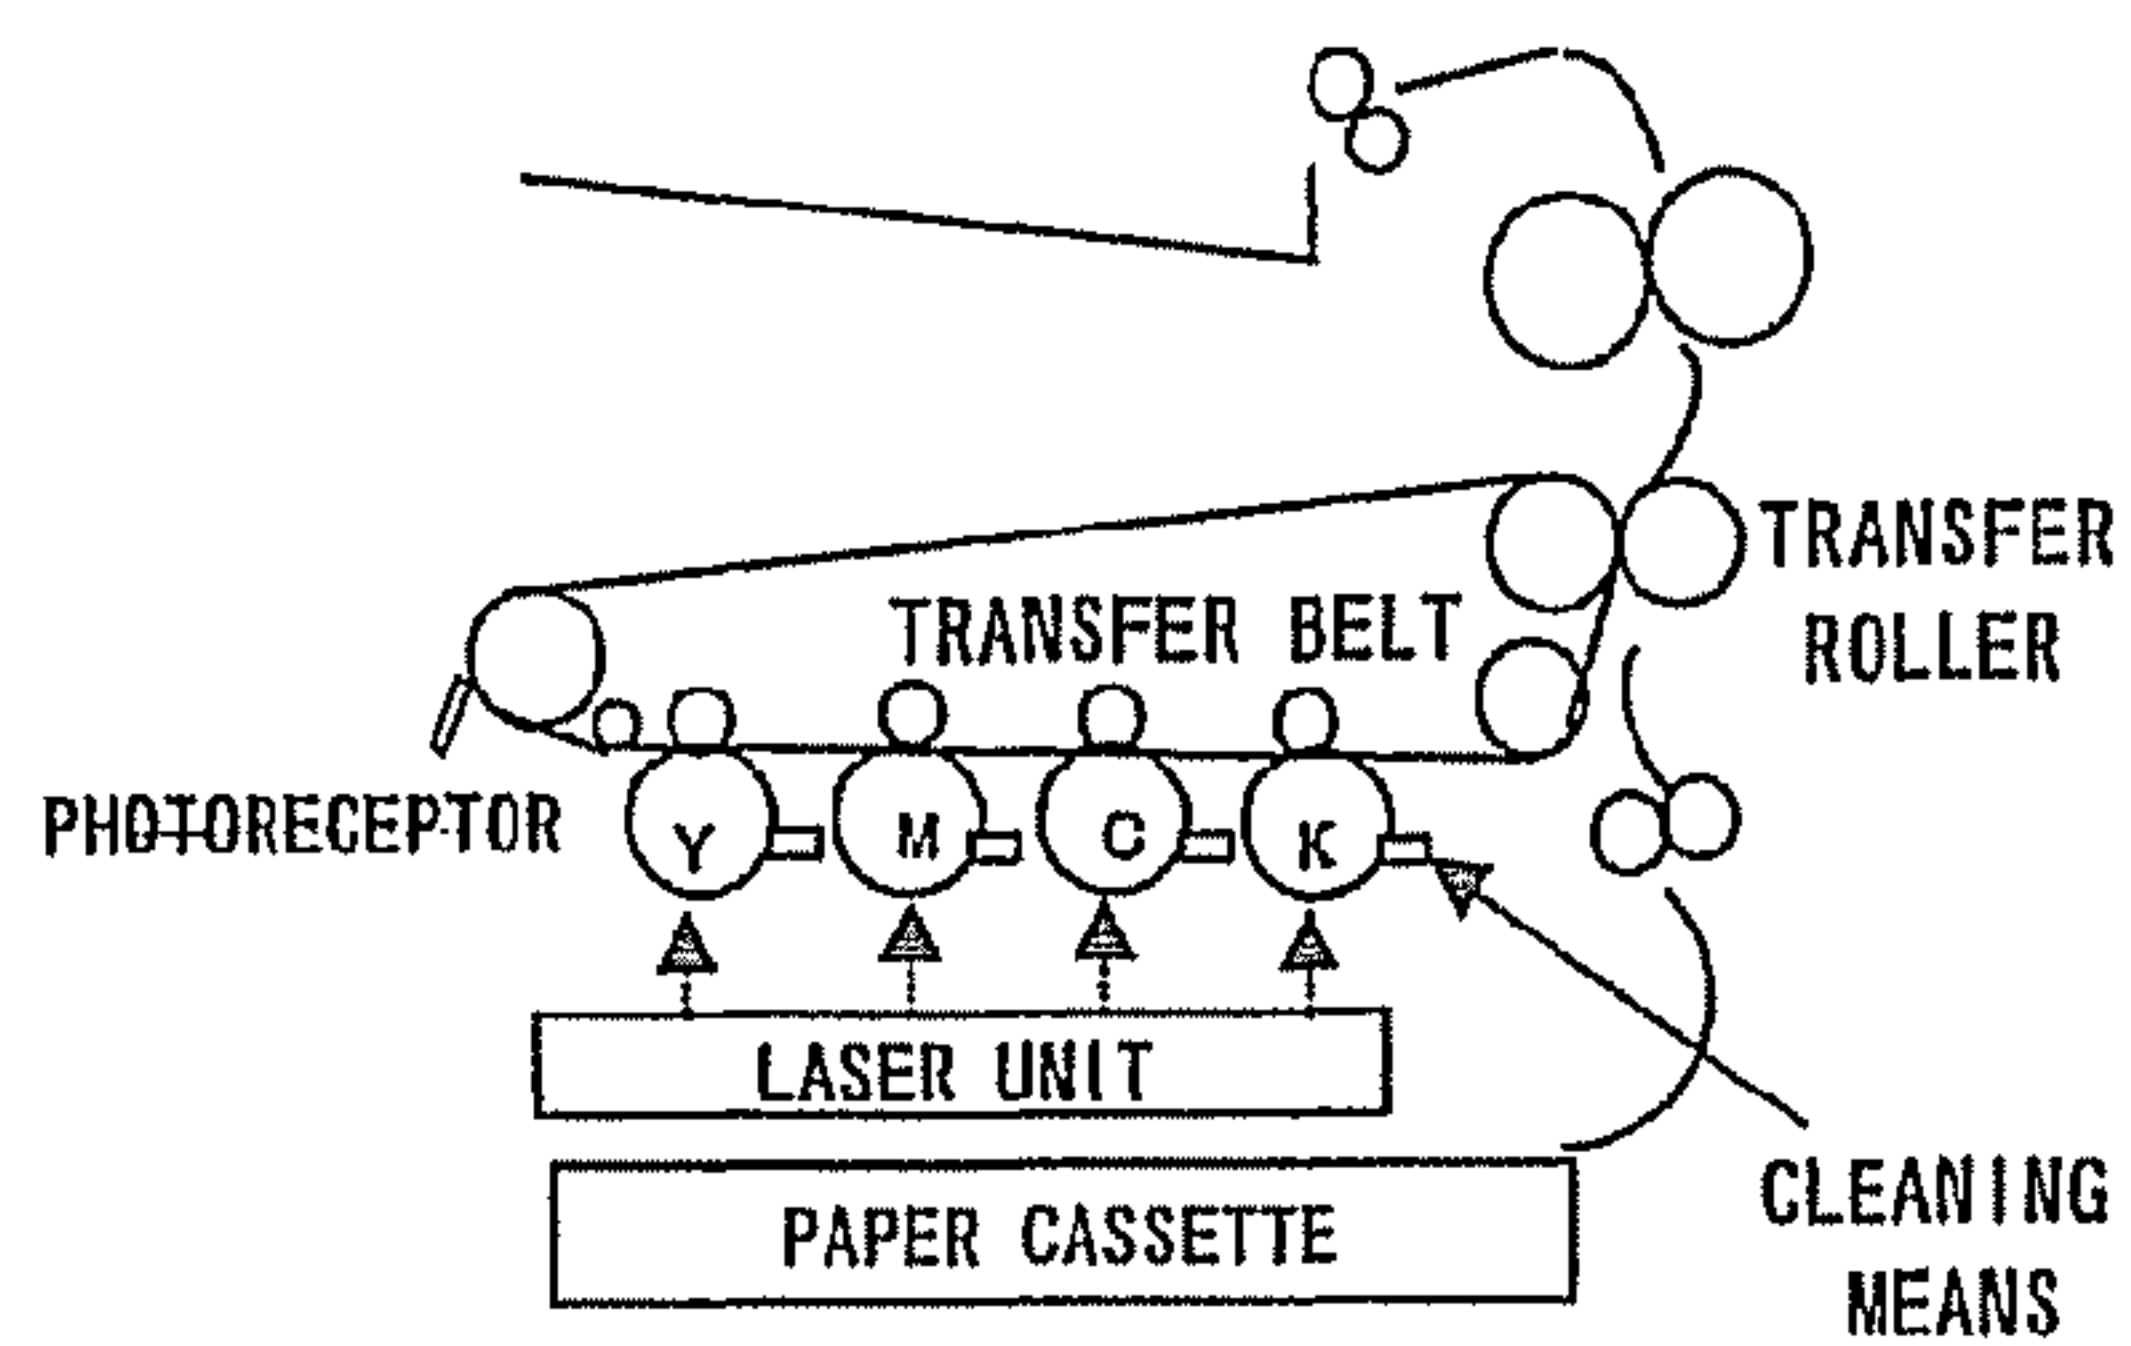 TRANSFER
ROLLER
TRANSFER BELT
PHOTORECEPTOR
Y
M
C
K
LASER UNIT
PAPER CASSETTE
CLEANING
MEANS